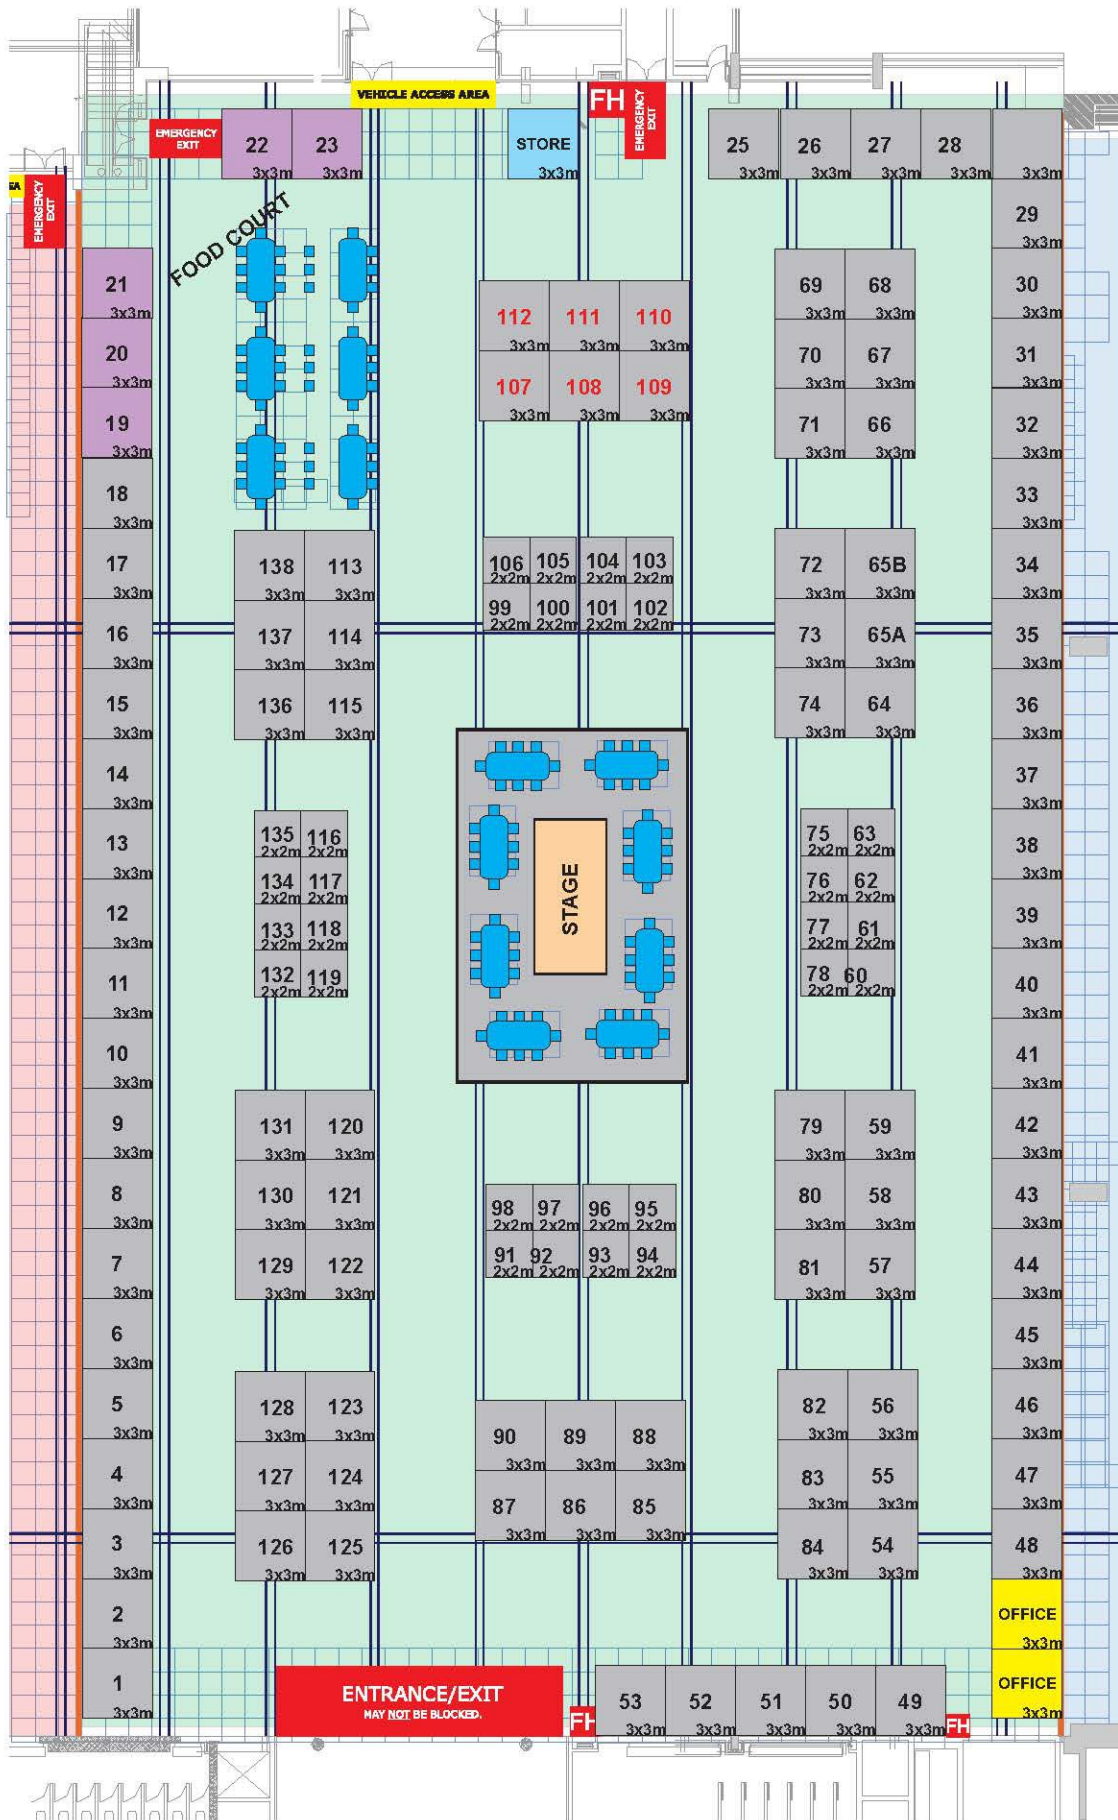 VEHICLE ACCESS AREA
FH
EMERGENCY
EXIT
EMERGENCY
EXIT
22
3x3m
23
3x3m
STORE
3x3m
25
3x3m
26
3x3m
27
3x3m
28
3x3m
3x3m
EA
EMERGENCY
EXIT
FOOD COURT
29
3x3m
21
3x3m
112
3x3m
111
3x3m
110
3x3m
69
3x3m
68
3x3m
30
3x3m
20
3x3m
107
3x3m
108
3x3m
109
3x3m
70
3x3m
67
3x3m
31
3x3m
19
3x3m
71
3x3m
66
3x3m
32
3x3m
18
3x3m
33
3x3m
17
3x3m
138
3x3m
113
3x3m
106
2x2m
105
2x2m
104
2x2m
103
2x2m
72
3x3m
65B
3x3m
34
3x3m
99
2x2m
100
2x2m
101
2x2m
102
2x2m
16
3x3m
137
3x3m
114
3x3m
73
3x3m
65A
3x3m
35
3x3m
15
3x3m
136
3x3m
115
3x3m
74
3x3m
64
3x3m
36
3x3m
14
3x3m
37
3x3m
13
3x3m
135
2x2m
116
2x2m
75
2x2m
63
2x2m
38
3x3m
134
2x2m
117
2x2m
STAGE
76
2x2m
62
2x2m
12
3x3m
133
2x2m
118
2x2m
77
2x2m
61
2x2m
39
3x3m
11
3x3m
132
2x2m
119
2x2m
78
2x2m
60
2x2m
40
3x3m
10
3x3m
41
3x3m
9
3x3m
131
3x3m
120
3x3m
79
3x3m
59
3x3m
42
3x3m
8
3x3m
130
3x3m
121
3x3m
98
2x2m
97
2x2m
96
2x2m
95
2x2m
80
3x3m
58
3x3m
43
3x3m
91
2x2m
92
2x2m
93
2x2m
94
2x2m
7
3x3m
129
3x3m
122
3x3m
81
3x3m
57
3x3m
44
3x3m
6
3x3m
45
3x3m
5
3x3m
128
3x3m
123
3x3m
90
3x3m
89
3x3m
88
3x3m
82
3x3m
56
3x3m
46
3x3m
4
3x3m
127
3x3m
124
3x3m
87
3x3m
86
3x3m
85
3x3m
83
3x3m
55
3x3m
47
3x3m
3
3x3m
126
3x3m
125
3x3m
84
3x3m
54
3x3m
48
3x3m
2
3x3m
OFFICE
3x3m
1
3x3m
ENTRANCE/EXIT
MAY NOT BE BLOCKED.
FH
53
3x3m
52
3x3m
51
3x3m
50
3x3m
49
3x3m
FH
OFFICE
3x3m